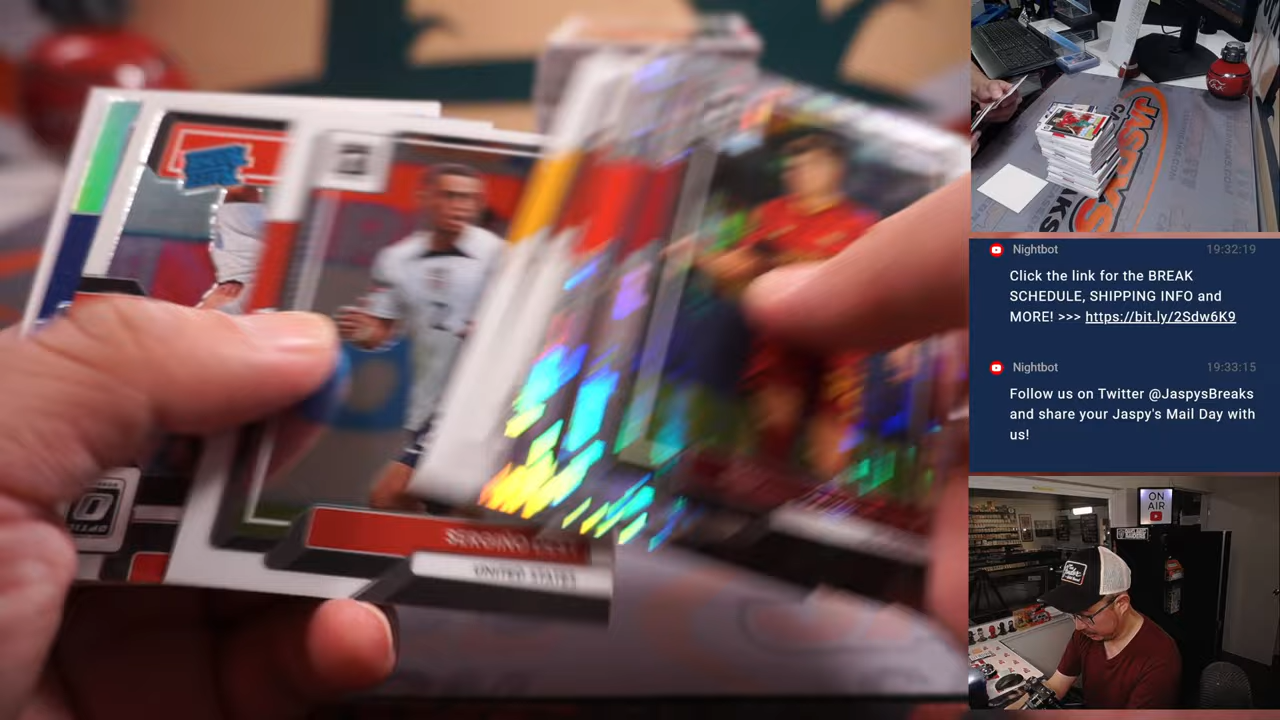 SERGIÑO DEST
UNITED STATES
OPTIC
JASPYS
Nightbot 19:32:19
Click the link for the BREAK
SCHEDULE, SHIPPING INFO and
MORE! >>> https://bit.ly/2Sdw6K9
Nightbot 19:33:15
Follow us on Twitter @JaspysBreaks
and share your Jaspy's Mail Day with
us!
ON
AIR